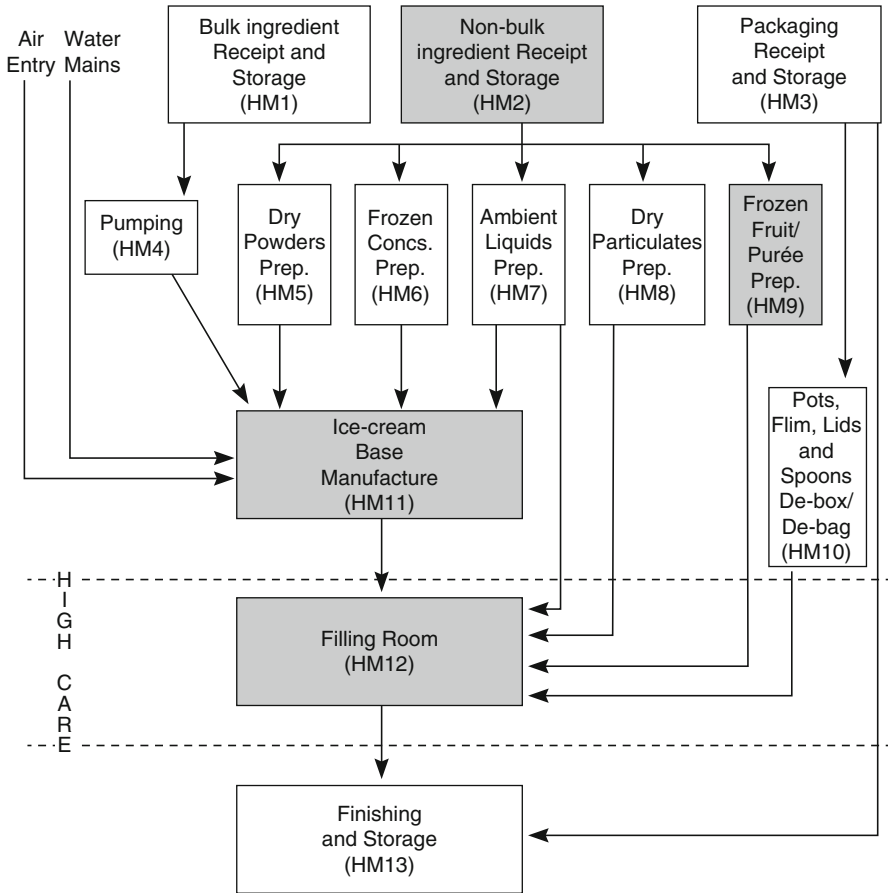 Air
Entry
Water
Mains
Bulk ingredient
Receipt and
Storage
(HM1)
Non-bulk
ingredient Receipt
and Storage
(HM2)
Packaging
Receipt
and Storage
(HM3)
Pumping
(HM4)
Dry
Powders
Prep.
(HM5)
Frozen
Concs.
Prep.
(HM6)
Ambient
Liquids
Prep.
(HM7)
Dry
Particulates
Prep.
(HM8)
Frozen
Fruit/
Purée
Prep.
(HM9)
Pots,
Flim, Lids
and
Spoons
De-box/
De-bag
(HM10)
Ice-cream
Base
Manufacture
(HM11)
HIGH CARE
Filling Room
(HM12)
Finishing
and Storage
(HM13)